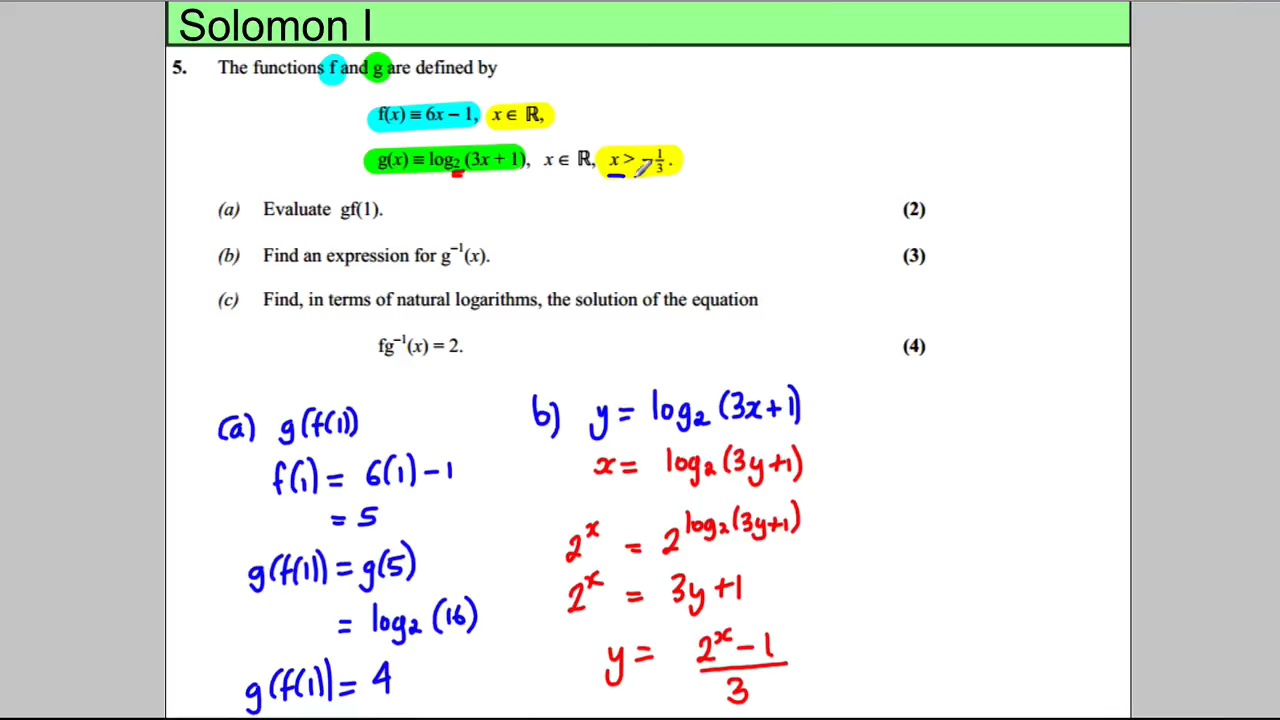 Solomon I
5. The functions f and g are defined by
f(x) ≡ 6x – 1, x ∈ ℝ,
g(x) ≡ log₂ (3x + 1), x ∈ ℝ, x > –1/3.
(a) Evaluate gf(1). (2)
(b) Find an expression for g⁻¹(x). (3)
(c) Find, in terms of natural logarithms, the solution of the equation
fg⁻¹(x) = 2. (4)
(a) g(f(1))
f(1) = 6(1) – 1
= 5
g(f(1)) = g(5)
= log₂ (16)
g(f(1)) = 4
b) y = log₂ (3x+1)
x = log₂ (3y+1)
2^x = 2^log₂(3y+1)
2^x = 3y + 1
y = (2^x – 1)/3